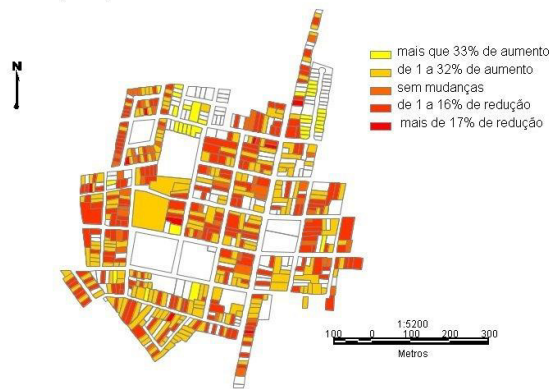 N
mais que 33% de aumento
de 1 a 32% de aumento
sem mudanças
de 1 a 16% de redução
mais de 17% de redução
1:5200
100 0 100 200 300
Metros